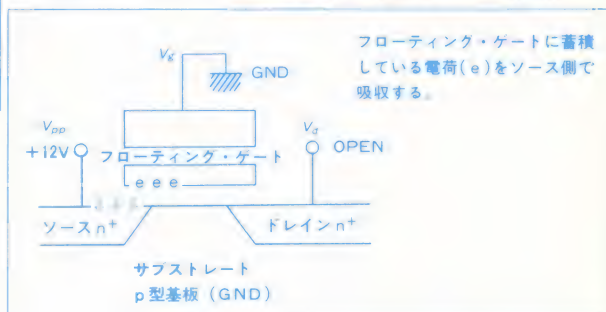 フローティング・ゲートに蓄積
している電荷(e)をソース側で
吸収する。
Vg
GND
Vpp
+12V
フローティング・ゲート
Vd
OPEN
e e e
ソースn+
ドレインn+
サブストレート
p型基板（GND）